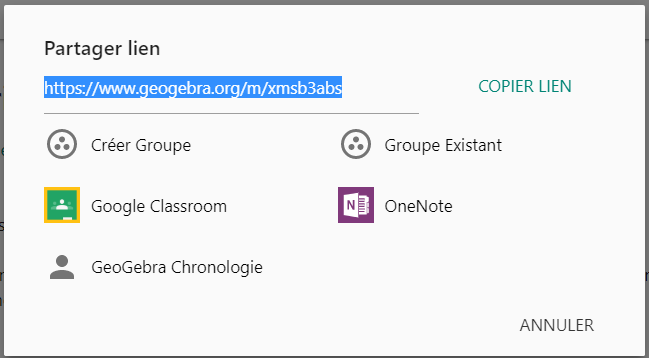 Partager lien
https://www.geogebra.org/m/xmsb3abs
COPIER LIEN
Créer Groupe
Groupe Existant
Google Classroom
OneNote
GeoGebra Chronologie
ANNULER